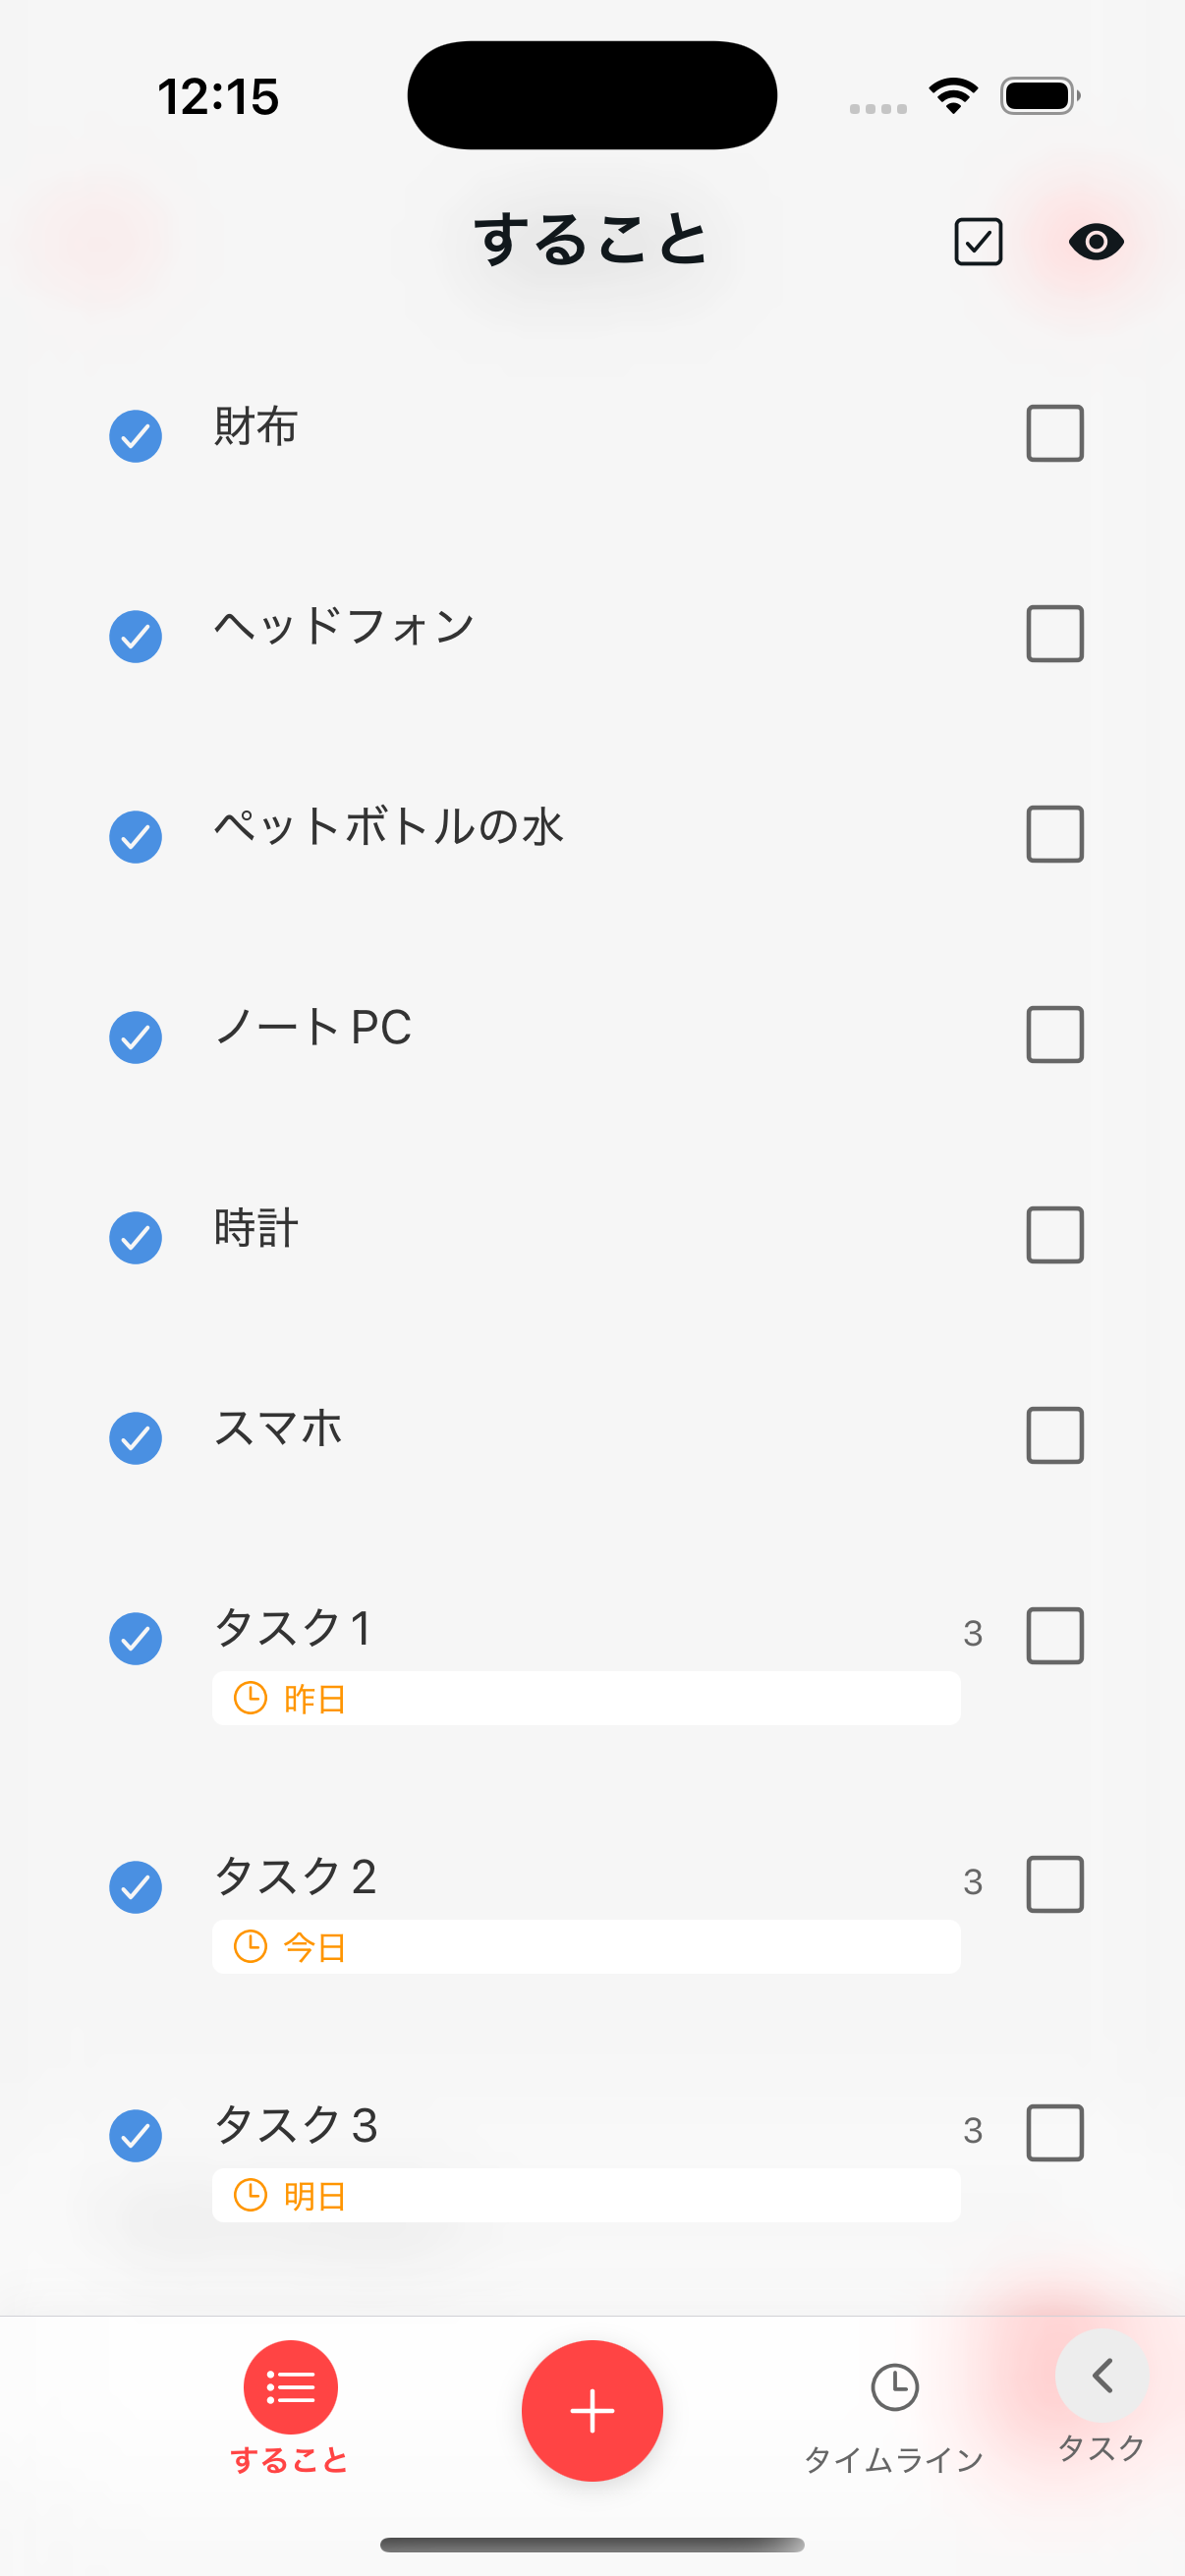 12:15
すること
財布
ヘッドフォン
ペットボトルの水
ノートPC
時計
スマホ
タスク1
3
昨日
タスク2
3
今日
タスク3
3
明日
すること
タイムライン
タスク